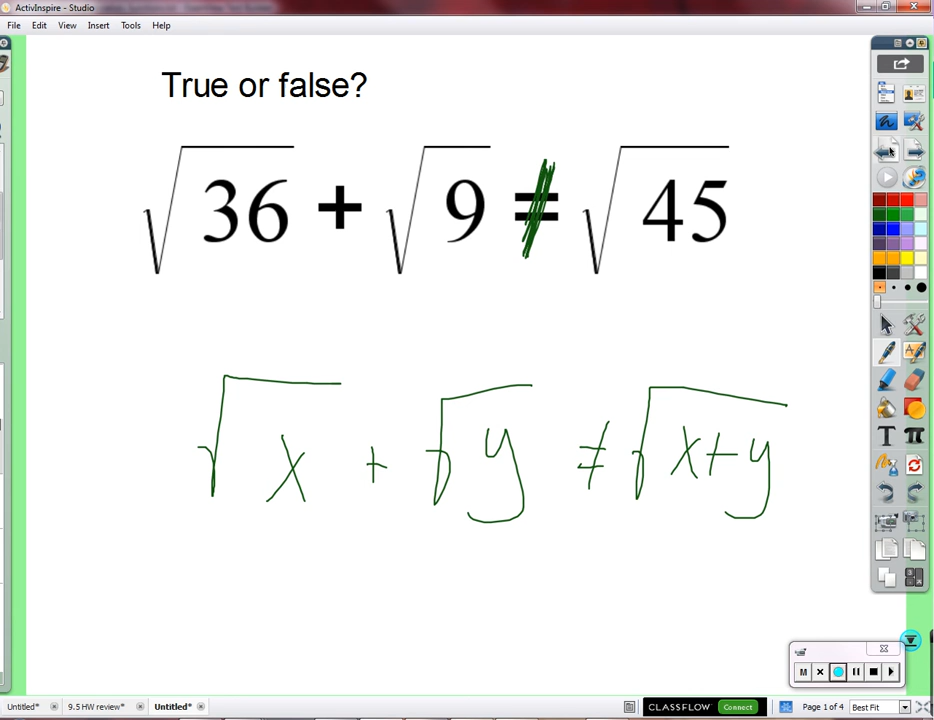 ActivInspire - Studio
File Edit View Insert Tools Help
True or false?
√36 + √9 ≠ √45
√x + √y ≠ √x+y
M
Untitled* 9.5 HW review* Untitled* CLASSFLOW Connect Page 1 of 4 Best Fit